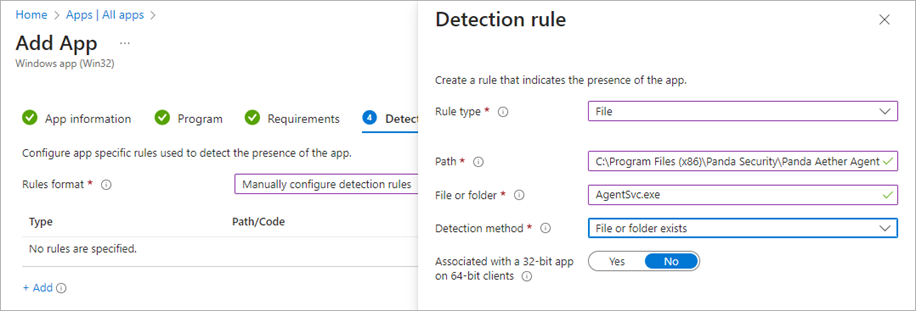 Home > Apps | All apps >
Add App ...
Windows app (Win32)
App information
Program
Requirements
4 Detect
Configure app specific rules used to detect the presence of the app.
Rules format *
Manually configure detection rules
Type Path/Code
No rules are specified.
+ Add
Detection rule
Create a rule that indicates the presence of the app.
Rule type * File
Path * C:\Program Files (x86)\Panda Security\Panda Aether Agent
File or folder * AgentSvc.exe
Detection method * File or folder exists
Associated with a 32-bit app
on 64-bit clients
Yes No